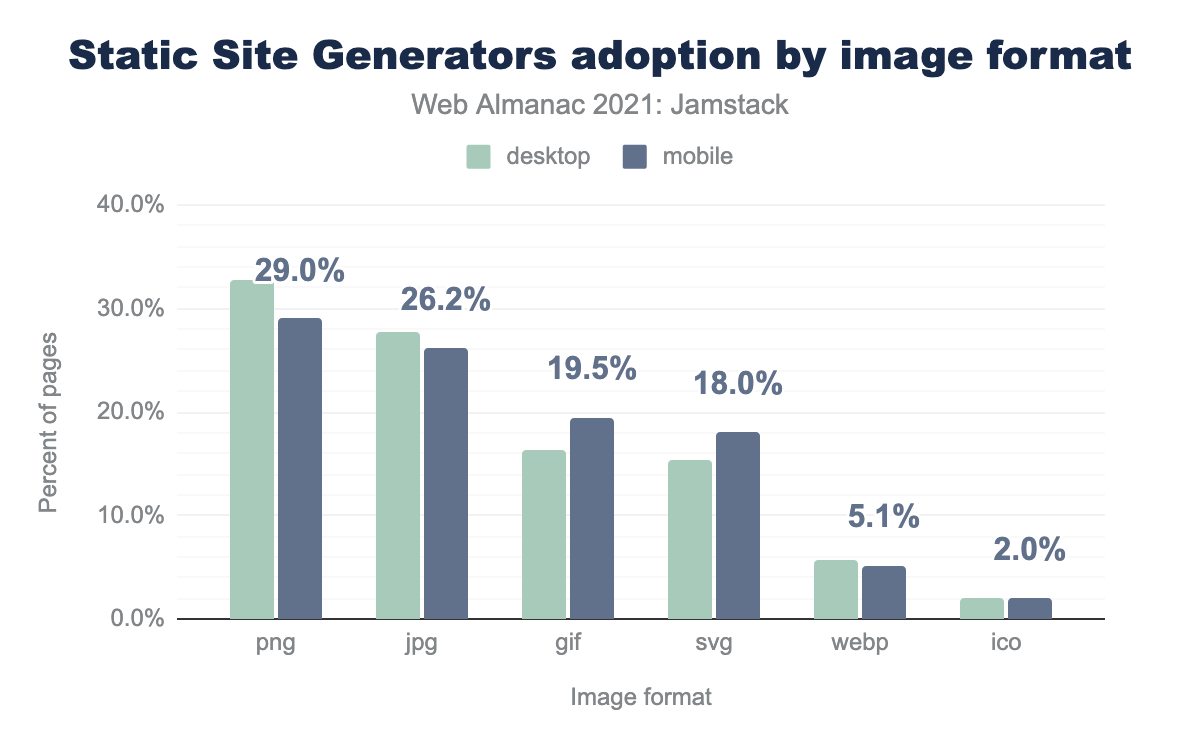 Static Site Generators adoption by image format
Web Almanac 2021: Jamstack
desktop mobile
40.0%
30.0%
20.0%
10.0%
0.0%
Percent of pages
29.0%
26.2%
19.5%
18.0%
5.1%
2.0%
png jpg gif svg webp ico
Image format